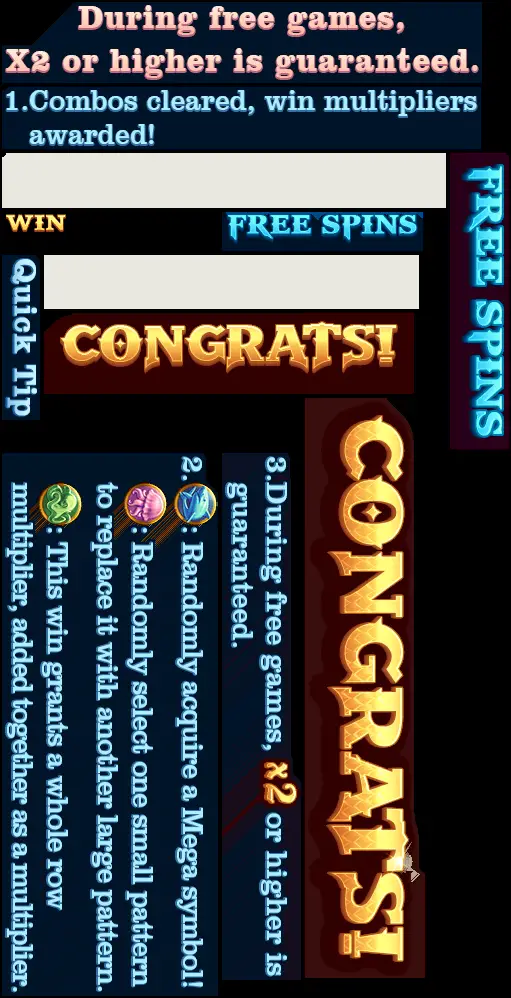 During free games,
X2 or higher is guaranteed.
1.Combos cleared, win multipliers
awarded!
WIN
FREE SPINS
FREE SPINS
Quick Tip
CONGRATS!
CONGRATS!
3.During free games, x2 or higher is
guaranteed.
2. : Randomly acquire a Mega symbol!
: Randomly select one small pattern
to replace it with another large pattern.
: This win grants a whole row
multiplier, added together as a multiplier.